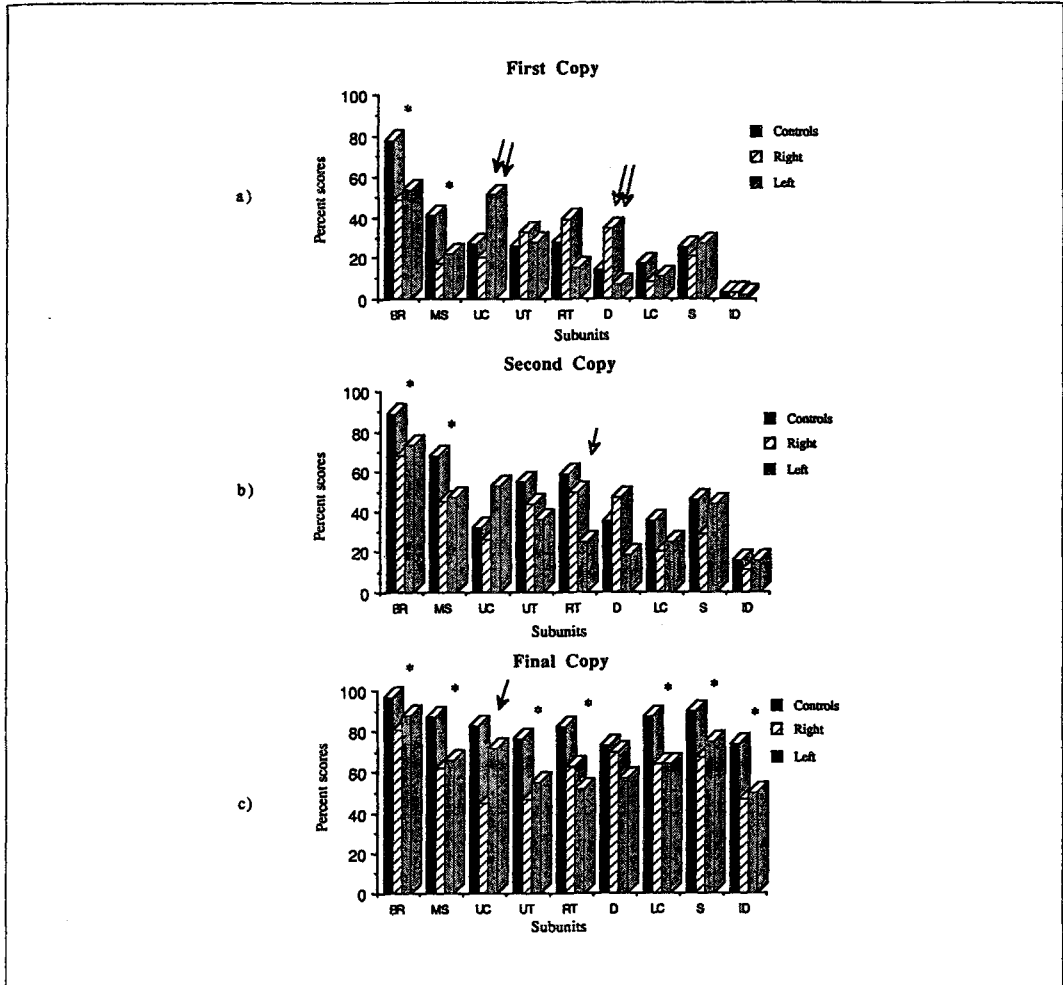 First Copy
100
80
60
40
20
0
Percent scores
a)
*
*
Controls
Right
Left
BR MS UC UT RT D LC S ID
Subunits
Second Copy
100
80
60
40
20
0
Percent scores
b)
*
*
Controls
Right
Left
BR MS UC UT RT D LC S ID
Subunits
Final Copy
100
80
60
40
20
0
Percent scores
c)
* * * * * * *
Controls
Right
Left
BR MS UC UT RT D LC S ID
Subunits